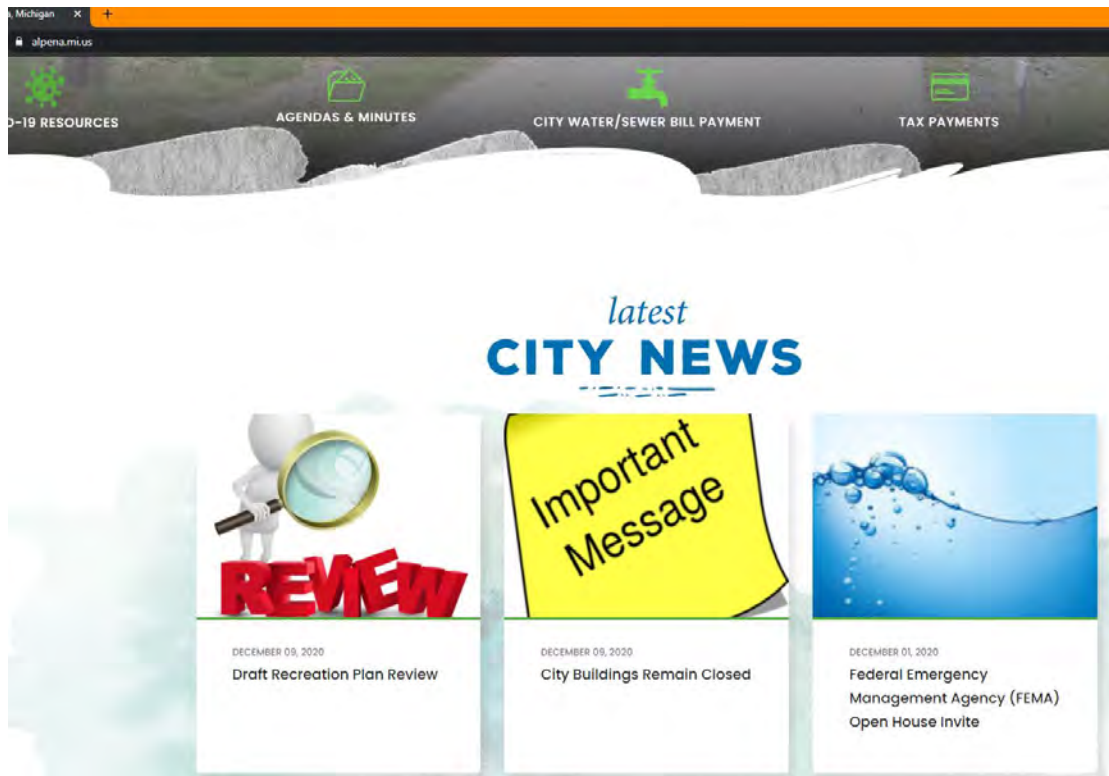 , Michigan
alpena.mi.us
D-19 RESOURCES
AGENDAS & MINUTES
CITY WATER/SEWER BILL PAYMENT
TAX PAYMENTS
latest
CITY NEWS
REVIEW
Important
Message
DECEMBER 09, 2020
Draft Recreation Plan Review
DECEMBER 09, 2020
City Buildings Remain Closed
DECEMBER 01, 2020
Federal Emergency
Management Agency (FEMA)
Open House Invite